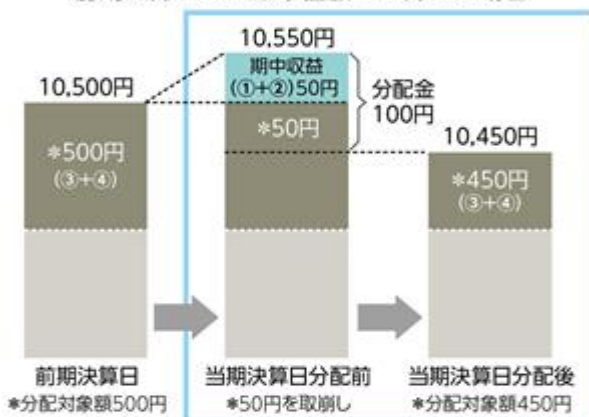 10,550円
期中収益
(①+②)50円
10,500円
分配金
100円
*50円
10,450円
*500円
(③+④)
*450円
(③+④)
前期決算日
当期決算日分配前
当期決算日分配後
*分配対象額500円
*50円を取崩し
*分配対象額450円